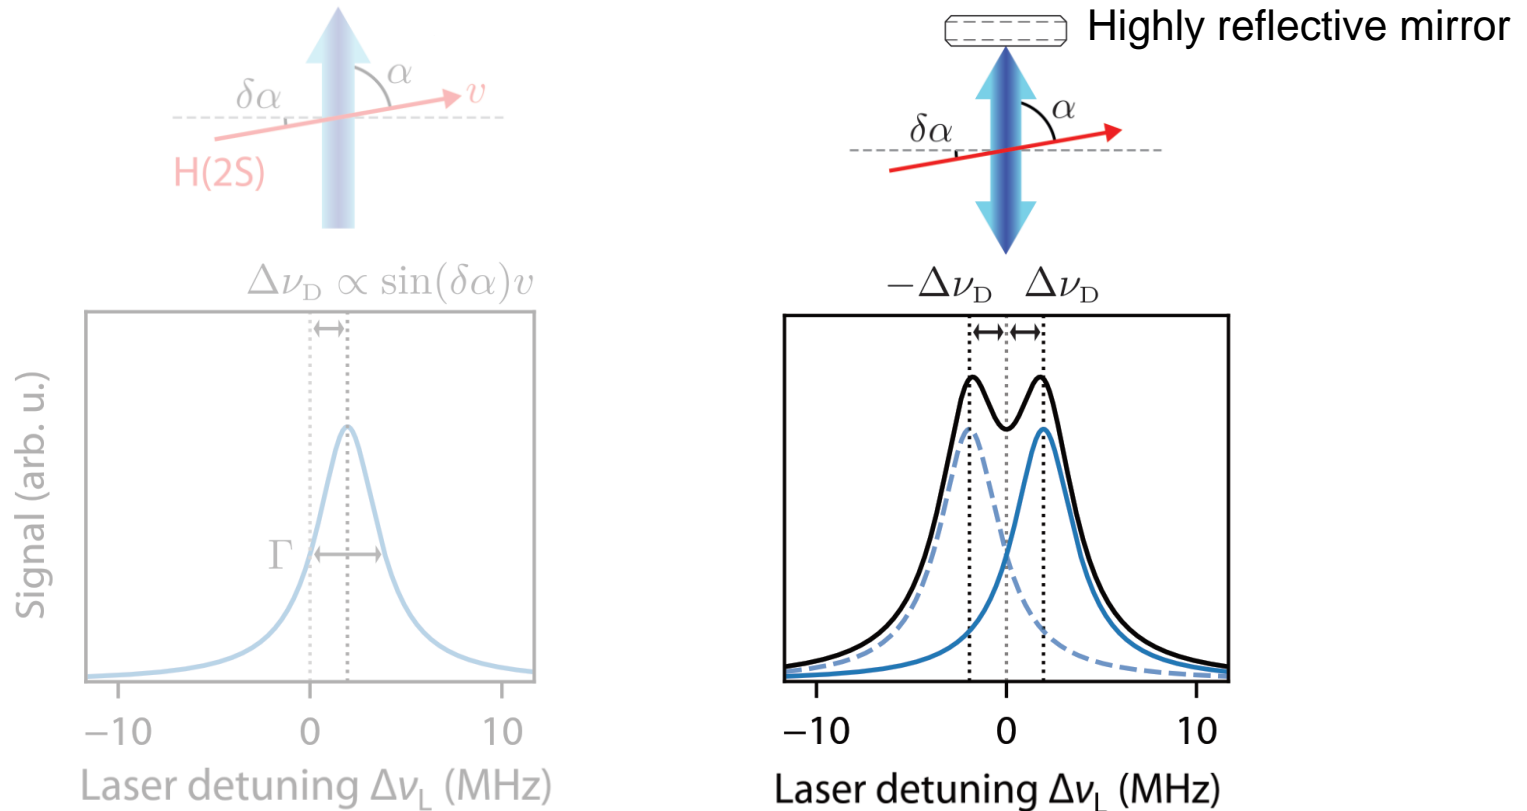 α
δα
v
H(2S)
Δν_D ∝ sin(δα)v
Γ
Signal (arb. u.)
−10 0 10
Laser detuning Δν_L (MHz)
Highly reflective mirror
α
δα
−Δν_D Δν_D
−10 0 10
Laser detuning Δν_L (MHz)